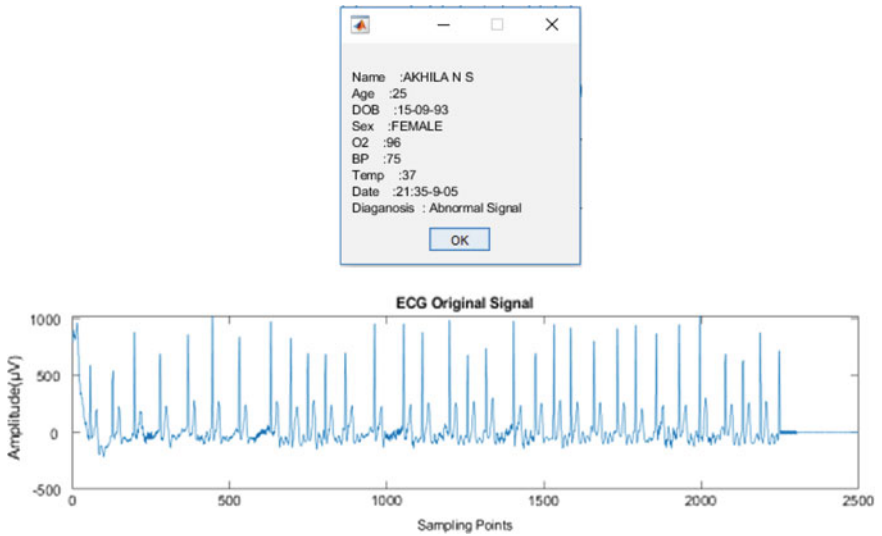 Name :AKHILA N S
Age :25
DOB :15-09-93
Sex :FEMALE
O2 :96
BP :75
Temp :37
Date :21:35-9-05
Diaganosis : Abnormal Signal
OK
ECG Original Signal
1000
500
0
-500
Amplitude(µV)
0 500 1000 1500 2000 2500
Sampling Points